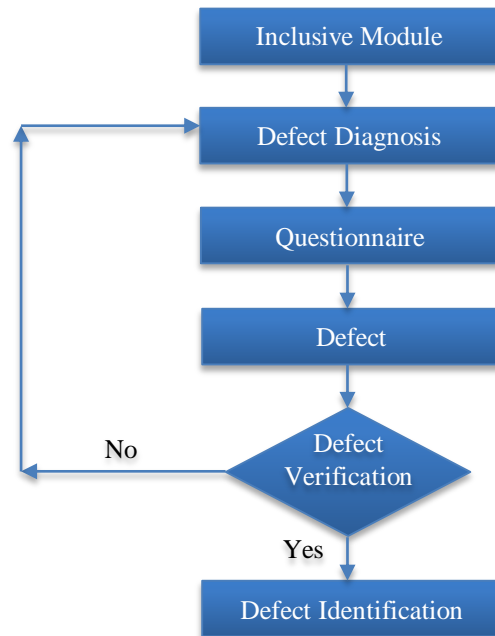 Inclusive Module
Defect Diagnosis
Questionnaire
Defect
Defect
Verification
No
Yes
Defect Identification